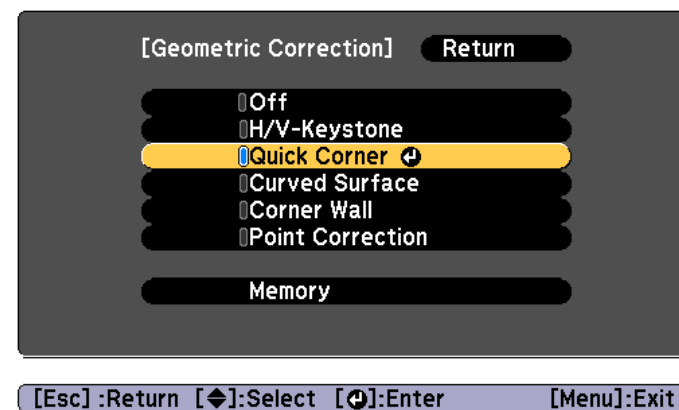 [Geometric Correction] Return
Off
H/V-Keystone
Quick Corner
Curved Surface
Corner Wall
Point Correction
Memory
[Esc] :Return [◆]:Select [↵]:Enter [Menu]:Exit